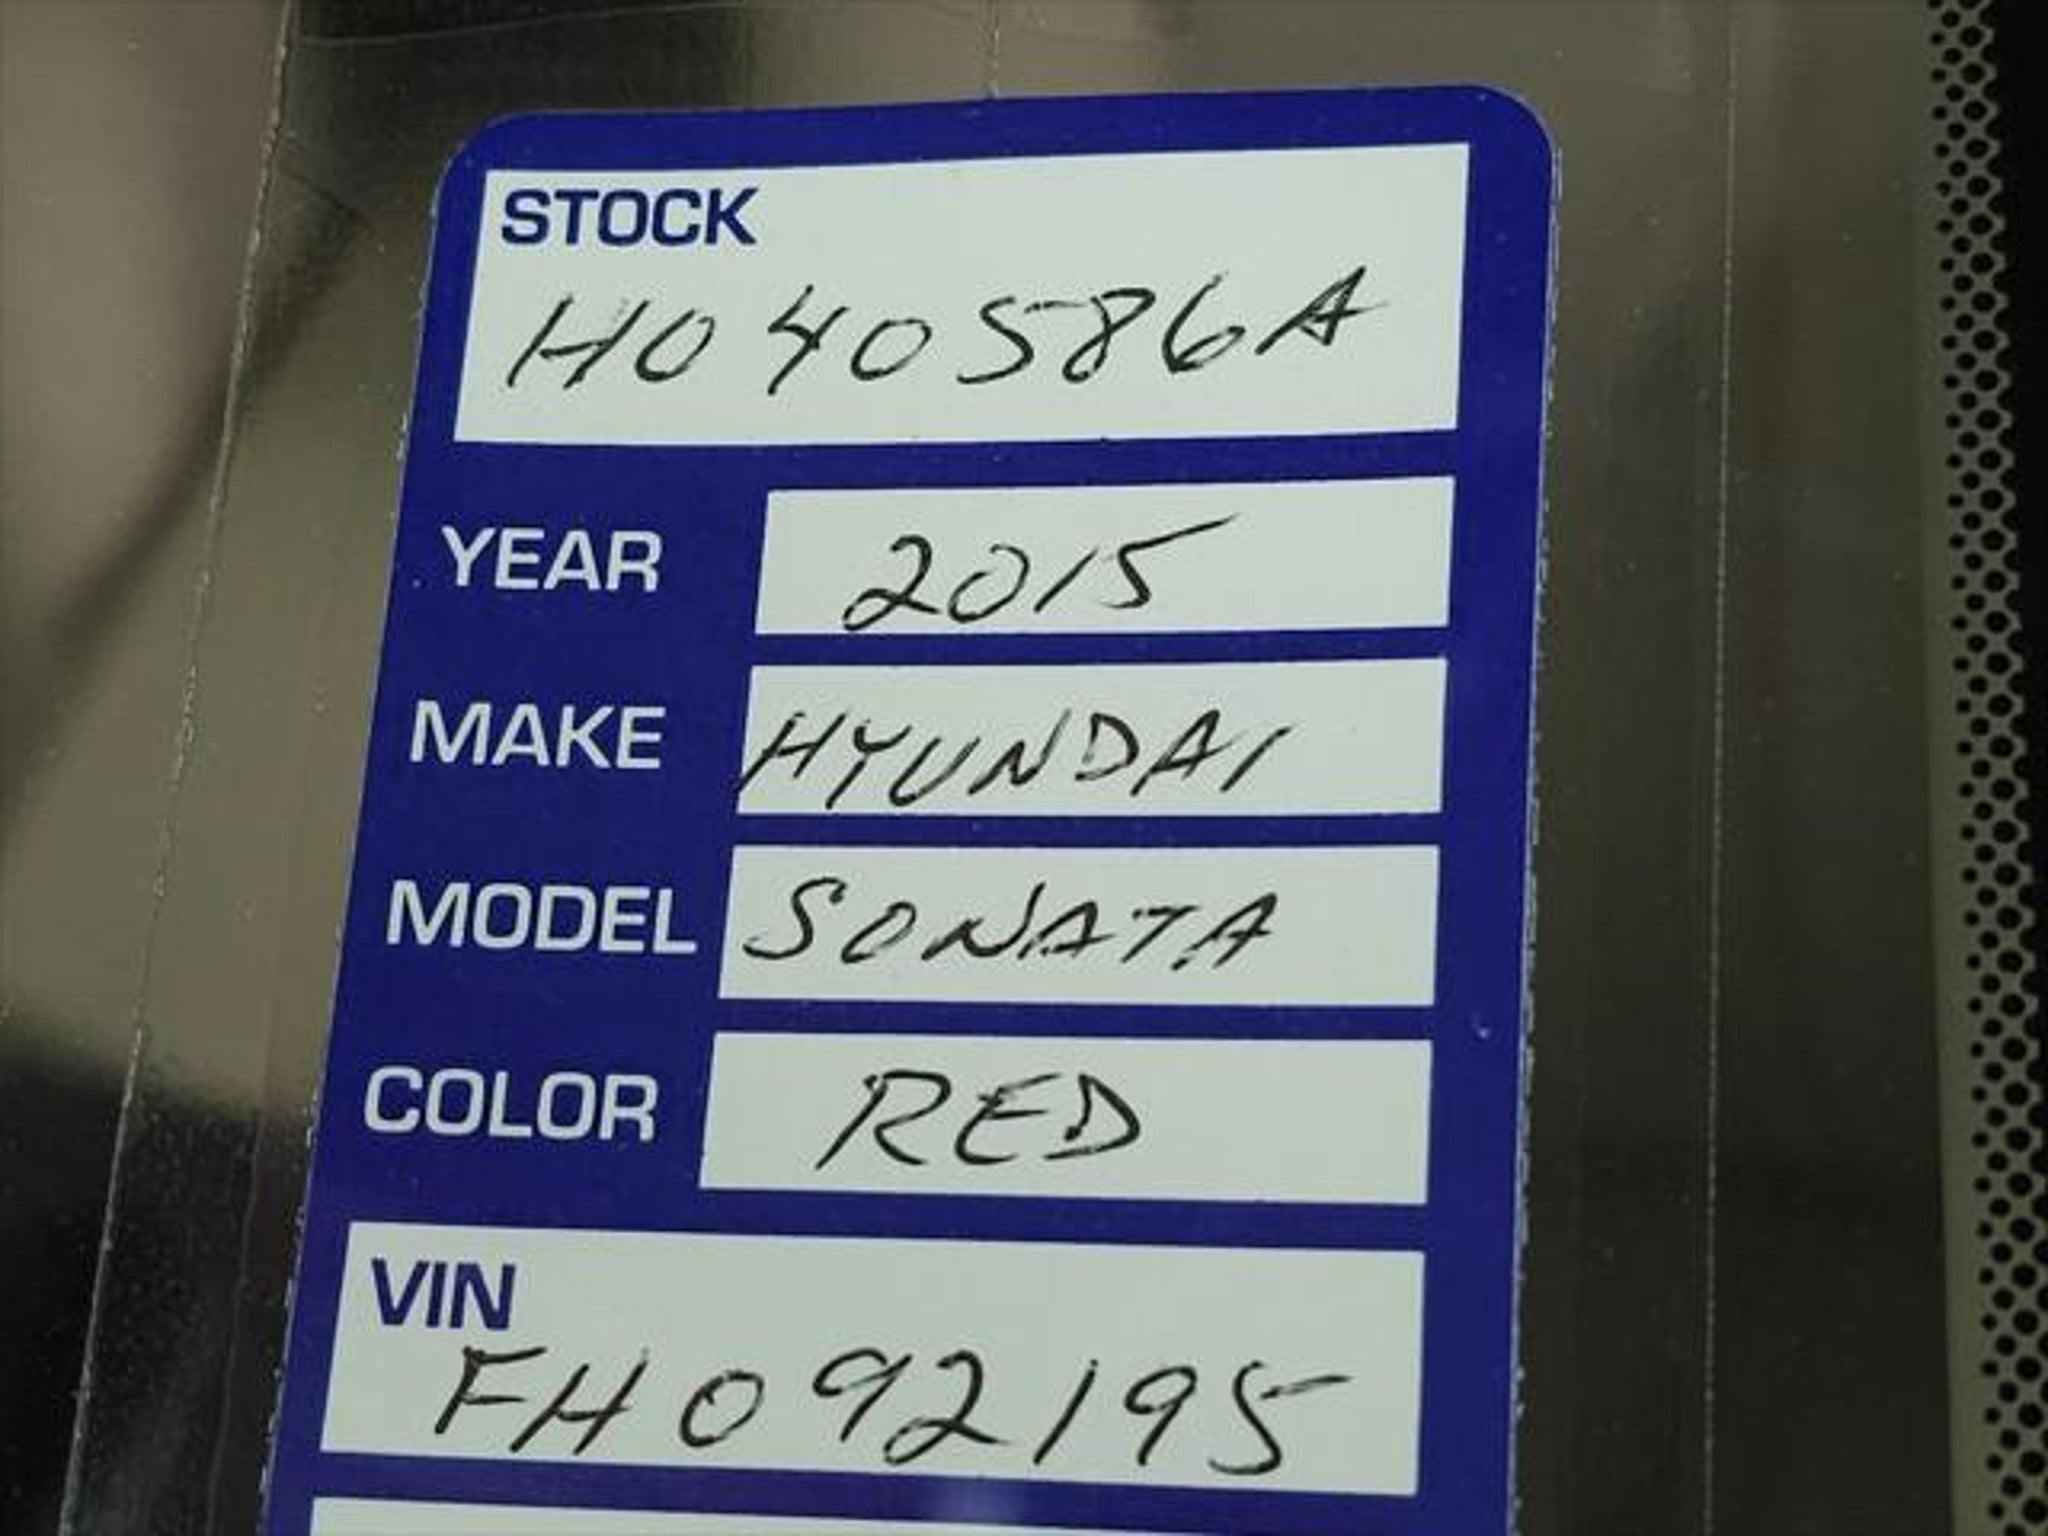 STOCK
H040586A
YEAR 2015
MAKE HYUNDAI
MODEL SONATA
COLOR RED
VIN
FH092195